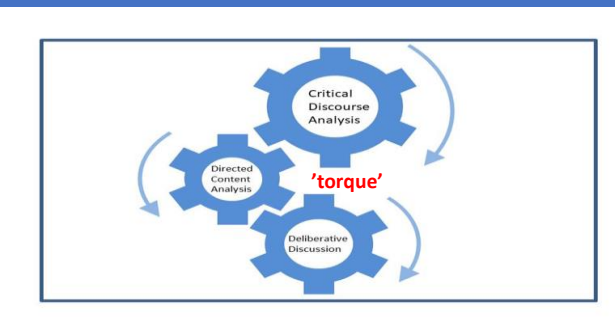 Critical
Discourse
Analysis
Directed
Content
Analysis
’torque’
Deliberative
Discussion